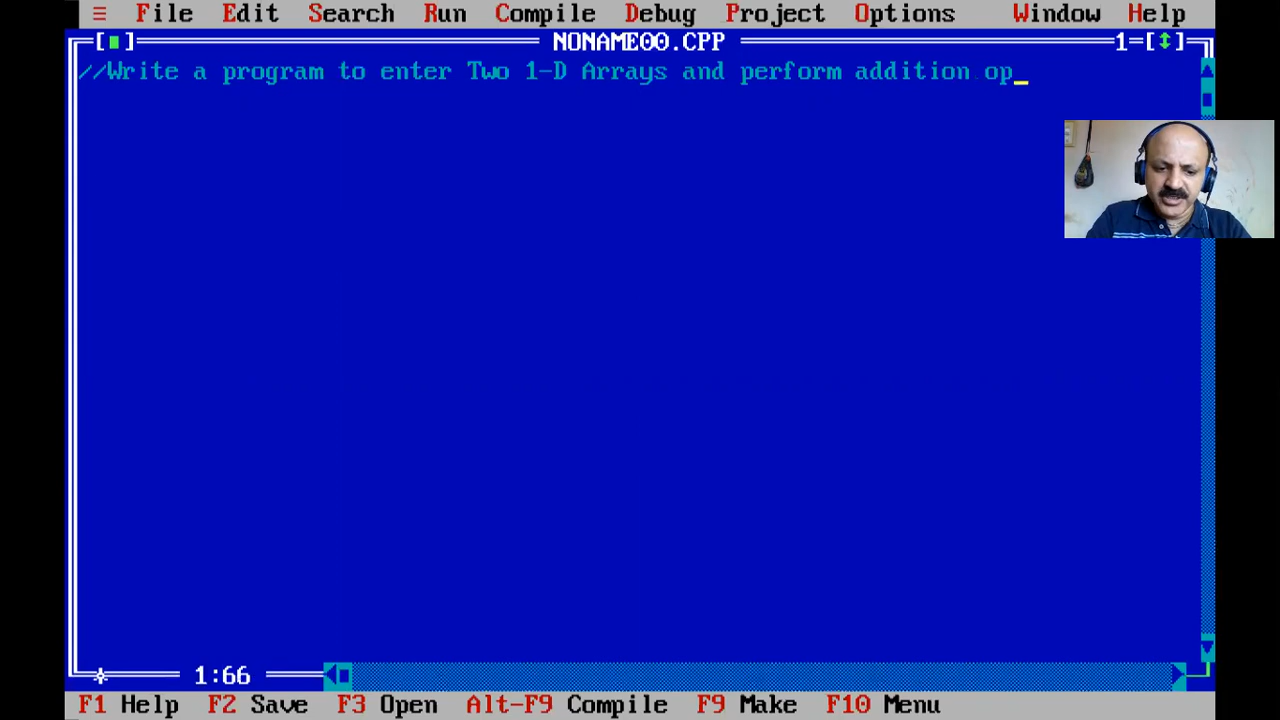 ≡ File Edit Search Run Compile Debug Project Options Window Help
[■] NONAME00.CPP 1=[↕]
//Write a program to enter Two 1-D Arrays and perform addition op_
* 1:66
F1 Help F2 Save F3 Open Alt-F9 Compile F9 Make F10 Menu